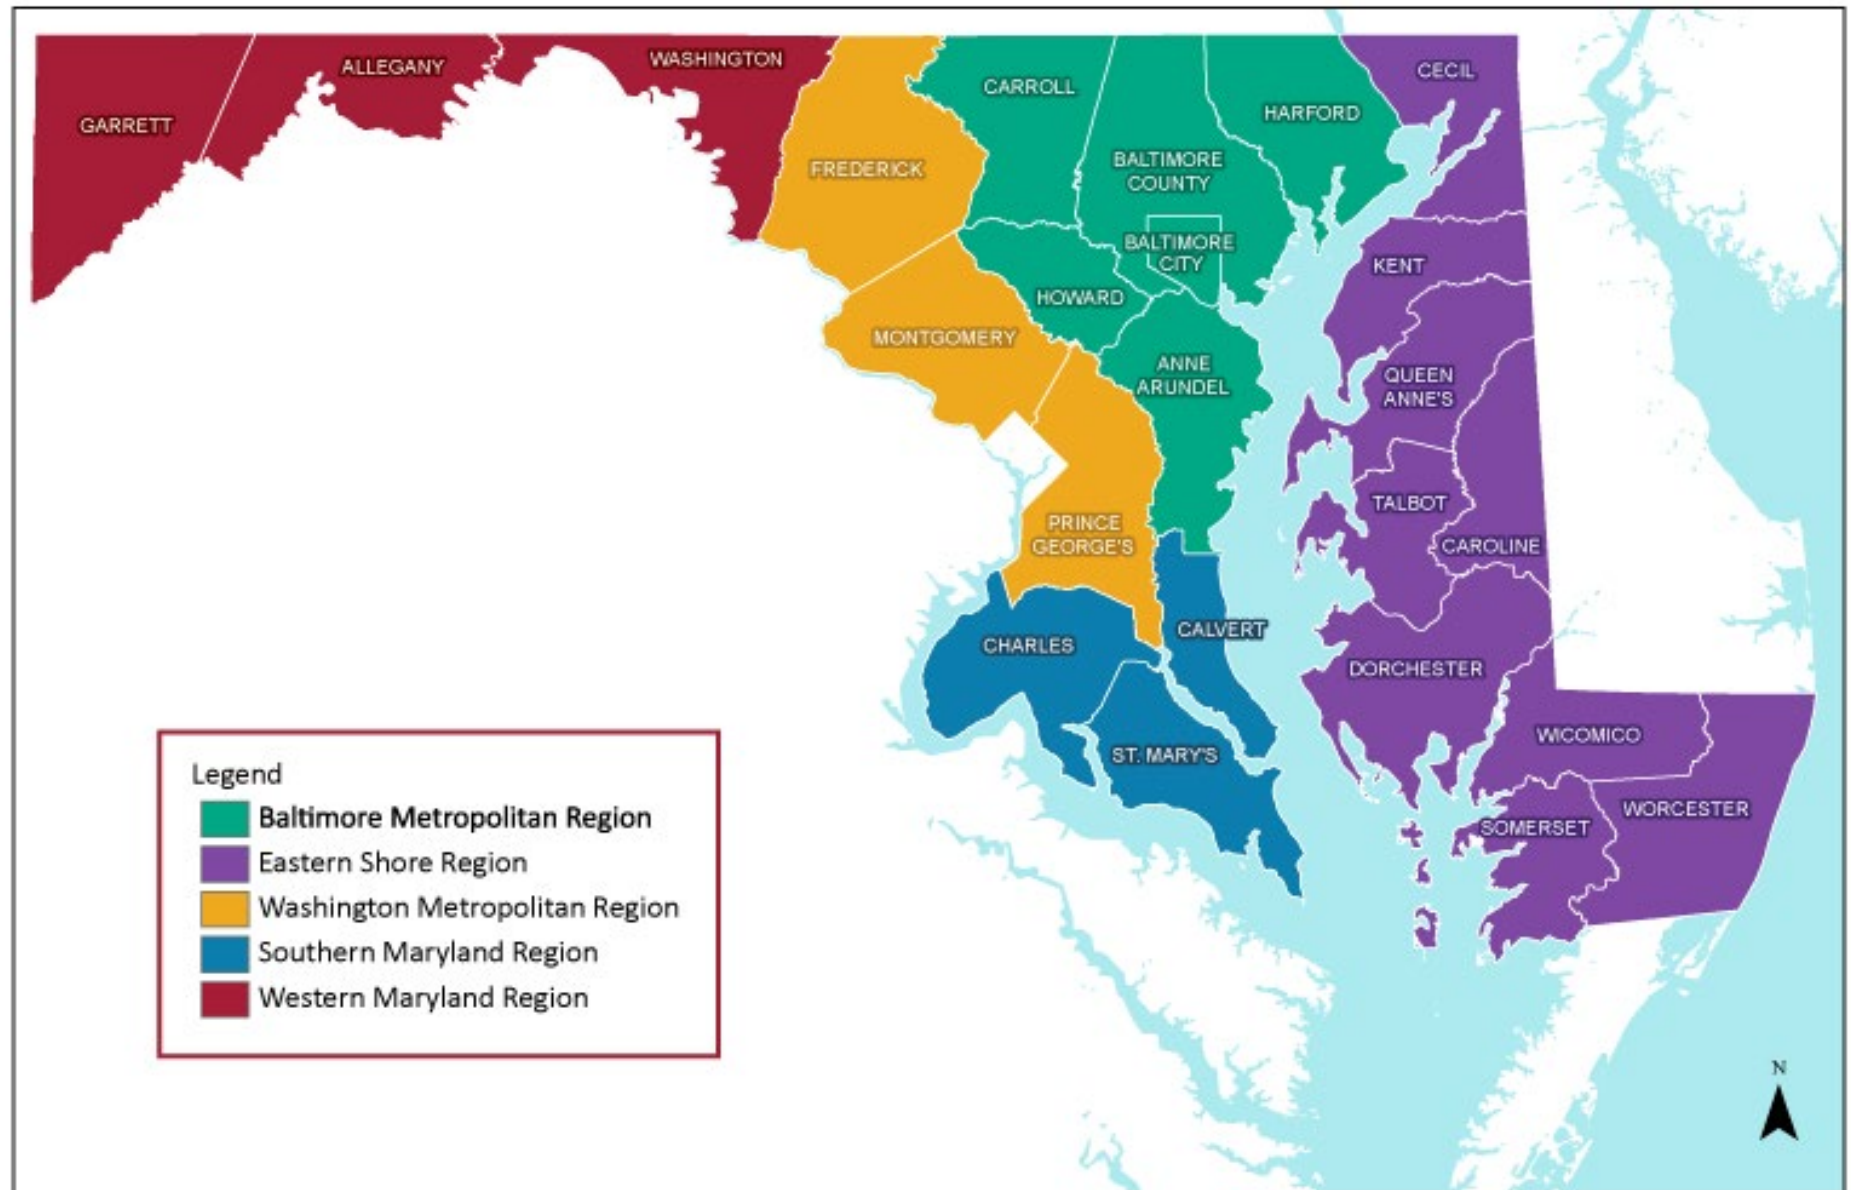 WASHINGTON
ALLEGANY
CECIL
CARROLL
HARFORD
GARRETT
BALTIMORE
COUNTY
FREDERICK
BALTIMORE
CITY
KENT
HOWARD
MONTGOMERY
ANNE
ARUNDEL
QUEEN
ANNE'S
TALBOT
PRINCE
GEORGE'S
CAROLINE
CALVERT
CHARLES
DORCHESTER
WICOMICO
ST. MARY'S
WORCESTER
SOMERSET
Legend
Baltimore Metropolitan Region
Eastern Shore Region
Washington Metropolitan Region
Southern Maryland Region
Western Maryland Region
N